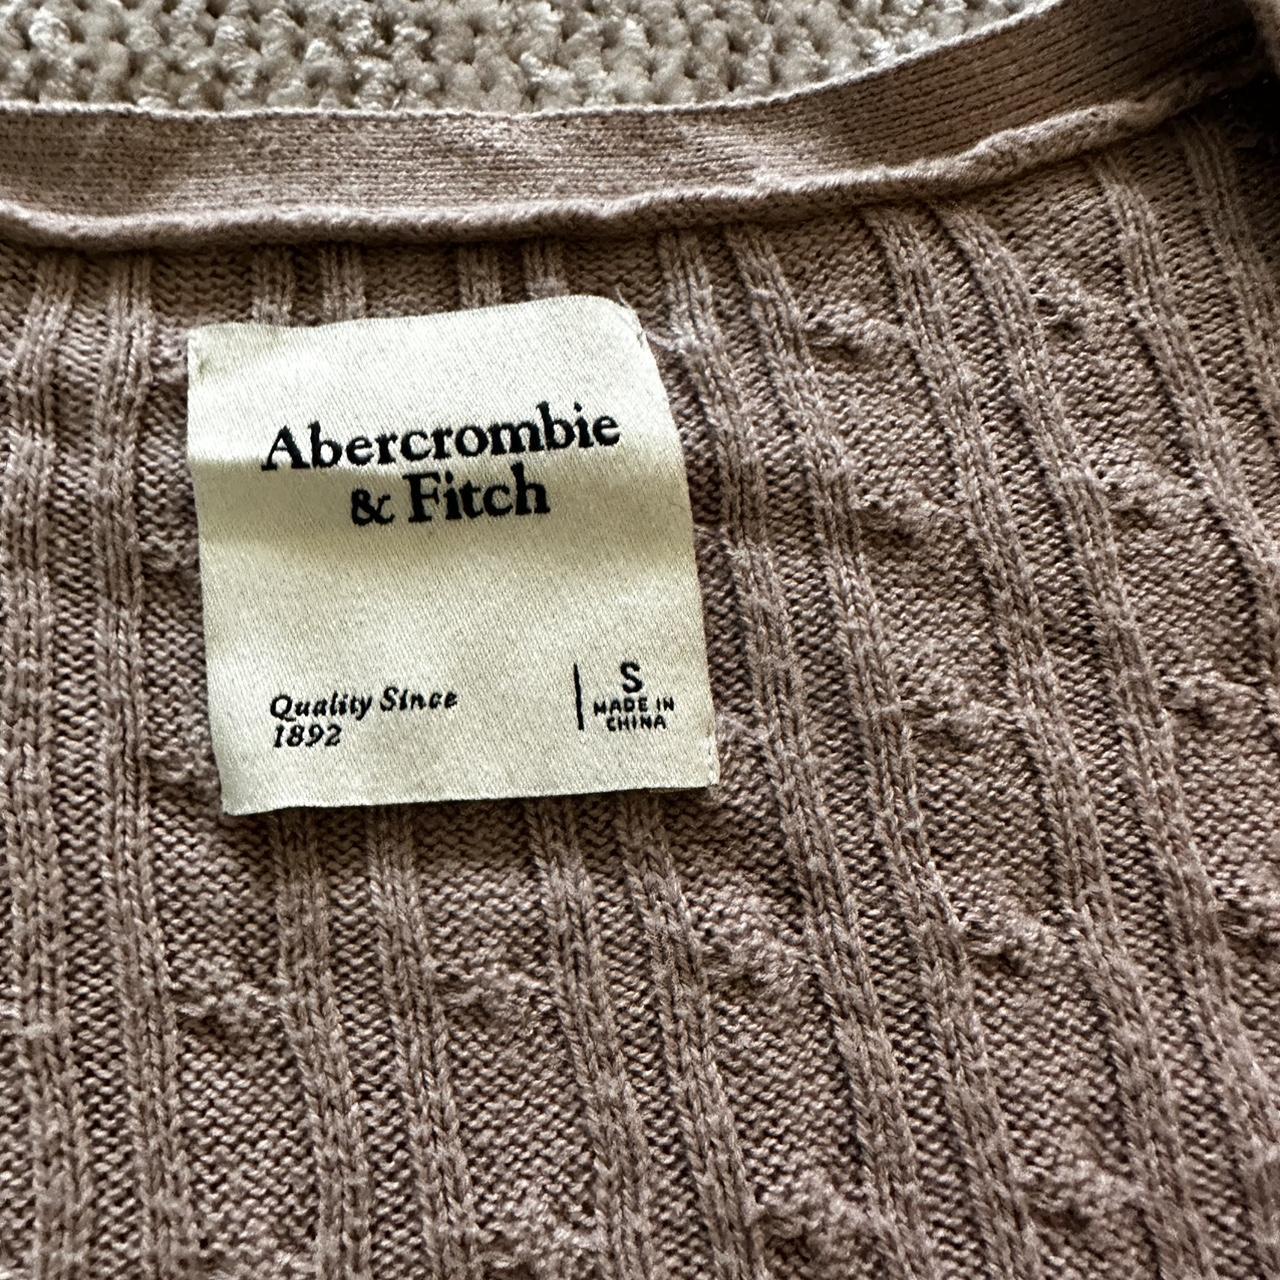 Abercrombie
& Fitch
Quality Since
1892
S
MADE IN
CHINA